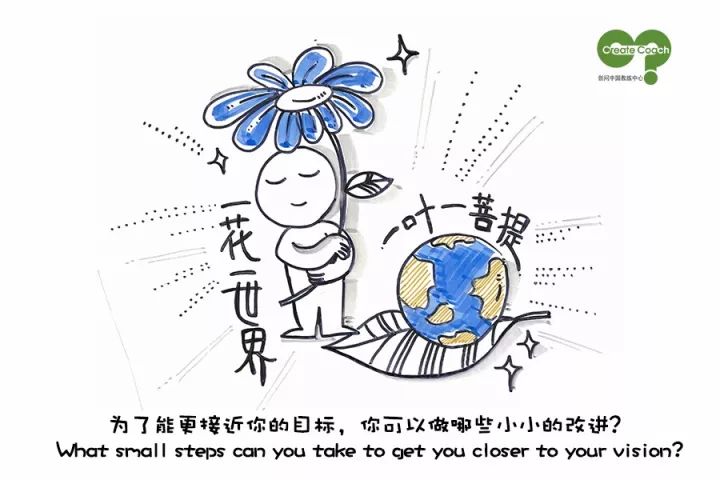 Create Coach
创问中国教练中心
一花一世界
一叶一菩提
为了能更接近你的目标，你可以做哪些小小的改进？
What small steps can you take to get you closer to your vision?